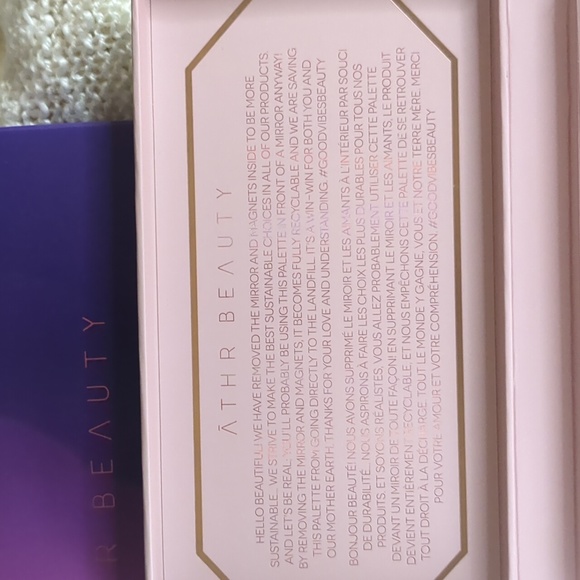 ĀTHR BEAUTY
HELLO BEAUTIFUL! WE HAVE REMOVED THE MIRROR AND MAGNETS INSIDE TO BE MORE
SUSTAINABLE... WE STRIVE TO MAKE THE BEST SUSTAINABLE CHOICES IN ALL OF OUR PRODUCTS.
AND LET'S BE REAL, YOU'LL PROBABLY BE USING THIS PALETTE IN FRONT OF A MIRROR ANYWAY!
BY REMOVING THE MIRROR AND MAGNETS, IT BECOMES FULLY RECYCLABLE AND WE ARE SAVING
THIS PALETTE FROM GOING DIRECTLY TO THE LANDFILL. IT'S A WIN-WIN FOR BOTH YOU AND
OUR MOTHER EARTH. THANKS FOR YOUR LOVE AND UNDERSTANDING. #GOODVIBESBEAUTY
BONJOUR BEAUTÉ! NOUS AVONS SUPPRIMÉ LE MIROIR ET LES AIMANTS À L'INTÉRIEUR PAR SOUCI
DE DURABILITÉ... NOUS ASPIRONS À FAIRE LES CHOIX LES PLUS DURABLES POUR TOUS NOS
PRODUITS. ET SOYONS RÉALISTES, VOUS ALLEZ PROBABLEMENT UTILISER CETTE PALETTE
DEVANT UN MIROIR DE TOUTE FAÇON! EN SUPPRIMANT LE MIROIR ET LES AIMANTS, LE PRODUIT
DEVIENT ENTIÈREMENT RECYCLABLE, ET NOUS EMPÊCHONS CETTE PALETTE DE SE RETROUVER
TOUT DROIT À LA DÉCHARGE. TOUT LE MONDE Y GAGNE, VOUS ET NOTRE TERRE MÈRE. MERCI
POUR VOTRE AMOUR ET VOTRE COMPRÉHENSION. #GOODVIBESBEAUTY
R BEAUTY